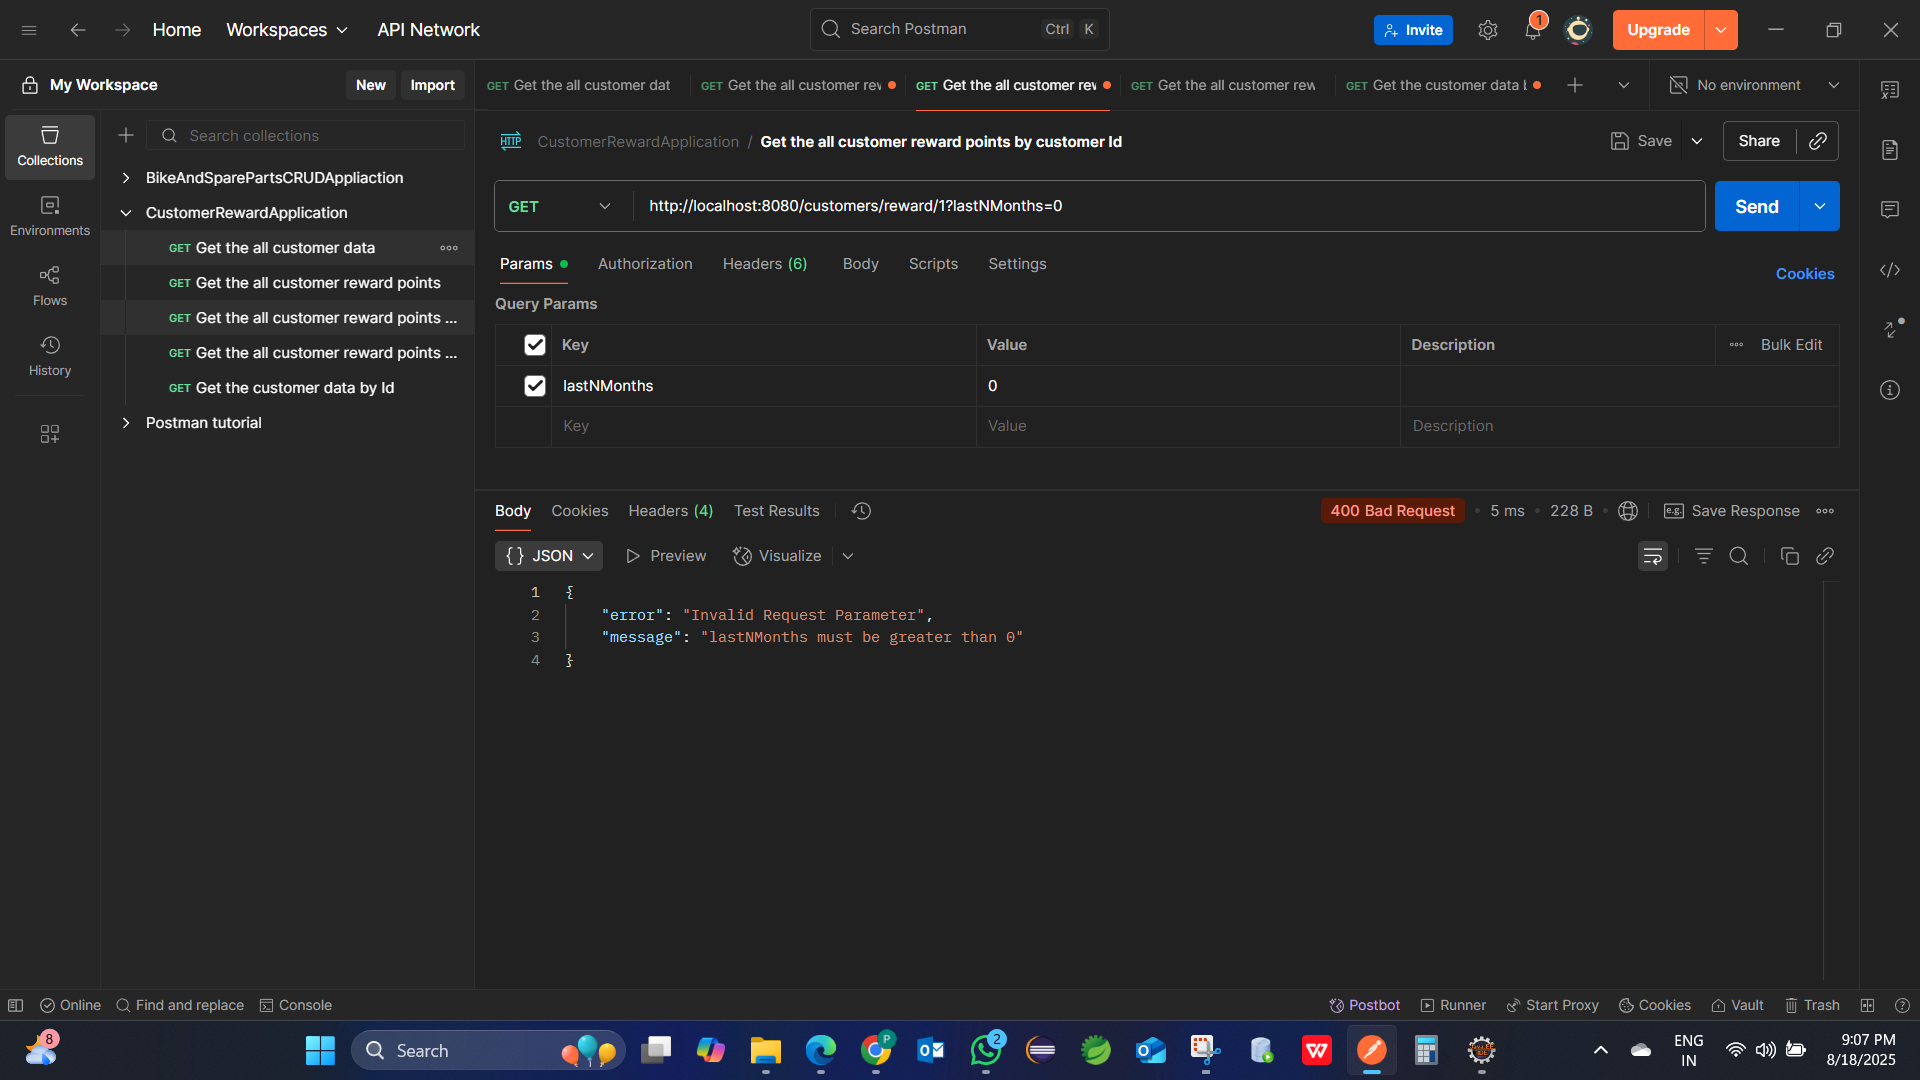 Home
Workspaces
API Network
Search Postman
Ctrl
K
Invite
1
Upgrade
My Workspace
New
Import
GET Get the all customer dat
GET Get the all customer rev
GET Get the all customer rev
GET Get the all customer rew
GET Get the customer data l
No environment
Collections
Environments
Flows
History
Search collections
BikeAndSparePartsCRUDAppliaction
CustomerRewardApplication
GET Get the all customer data
GET Get the all customer reward points
GET Get the all customer reward points ...
GET Get the all customer reward points ...
GET Get the customer data by Id
Postman tutorial
HTTP
CustomerRewardApplication / Get the all customer reward points by customer Id
Save
Share
GET
http://localhost:8080/customers/reward/1?lastNMonths=0
Send
Params
Authorization
Headers (6)
Body
Scripts
Settings
Cookies
Query Params
Key
Value
Description
Bulk Edit
lastNMonths
0
Key
Value
Description
Body
Cookies
Headers (4)
Test Results
400 Bad Request
5 ms
228 B
e.g.
Save Response
{} JSON
Preview
Visualize
1 {
2 "error": "Invalid Request Parameter",
3 "message": "lastNMonths must be greater than 0"
4 }
Online
Find and replace
Console
Postbot
Runner
Start Proxy
Cookies
Vault
Trash
8
Search
P
2
W
ENG
IN
9:07 PM
8/18/2025